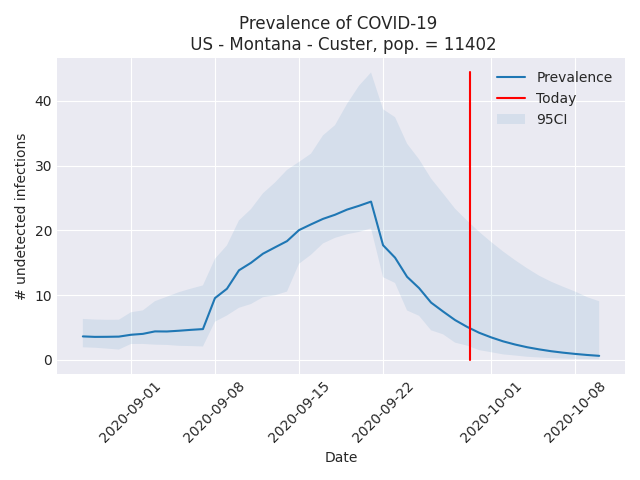 Prevalence of COVID-19
US - Montana - Custer, pop. = 11402
Prevalence
Today
95CI
# undetected infections
40
30
20
10
0
2020-09-01
2020-09-08
2020-09-15
2020-09-22
2020-10-01
2020-10-08
Date